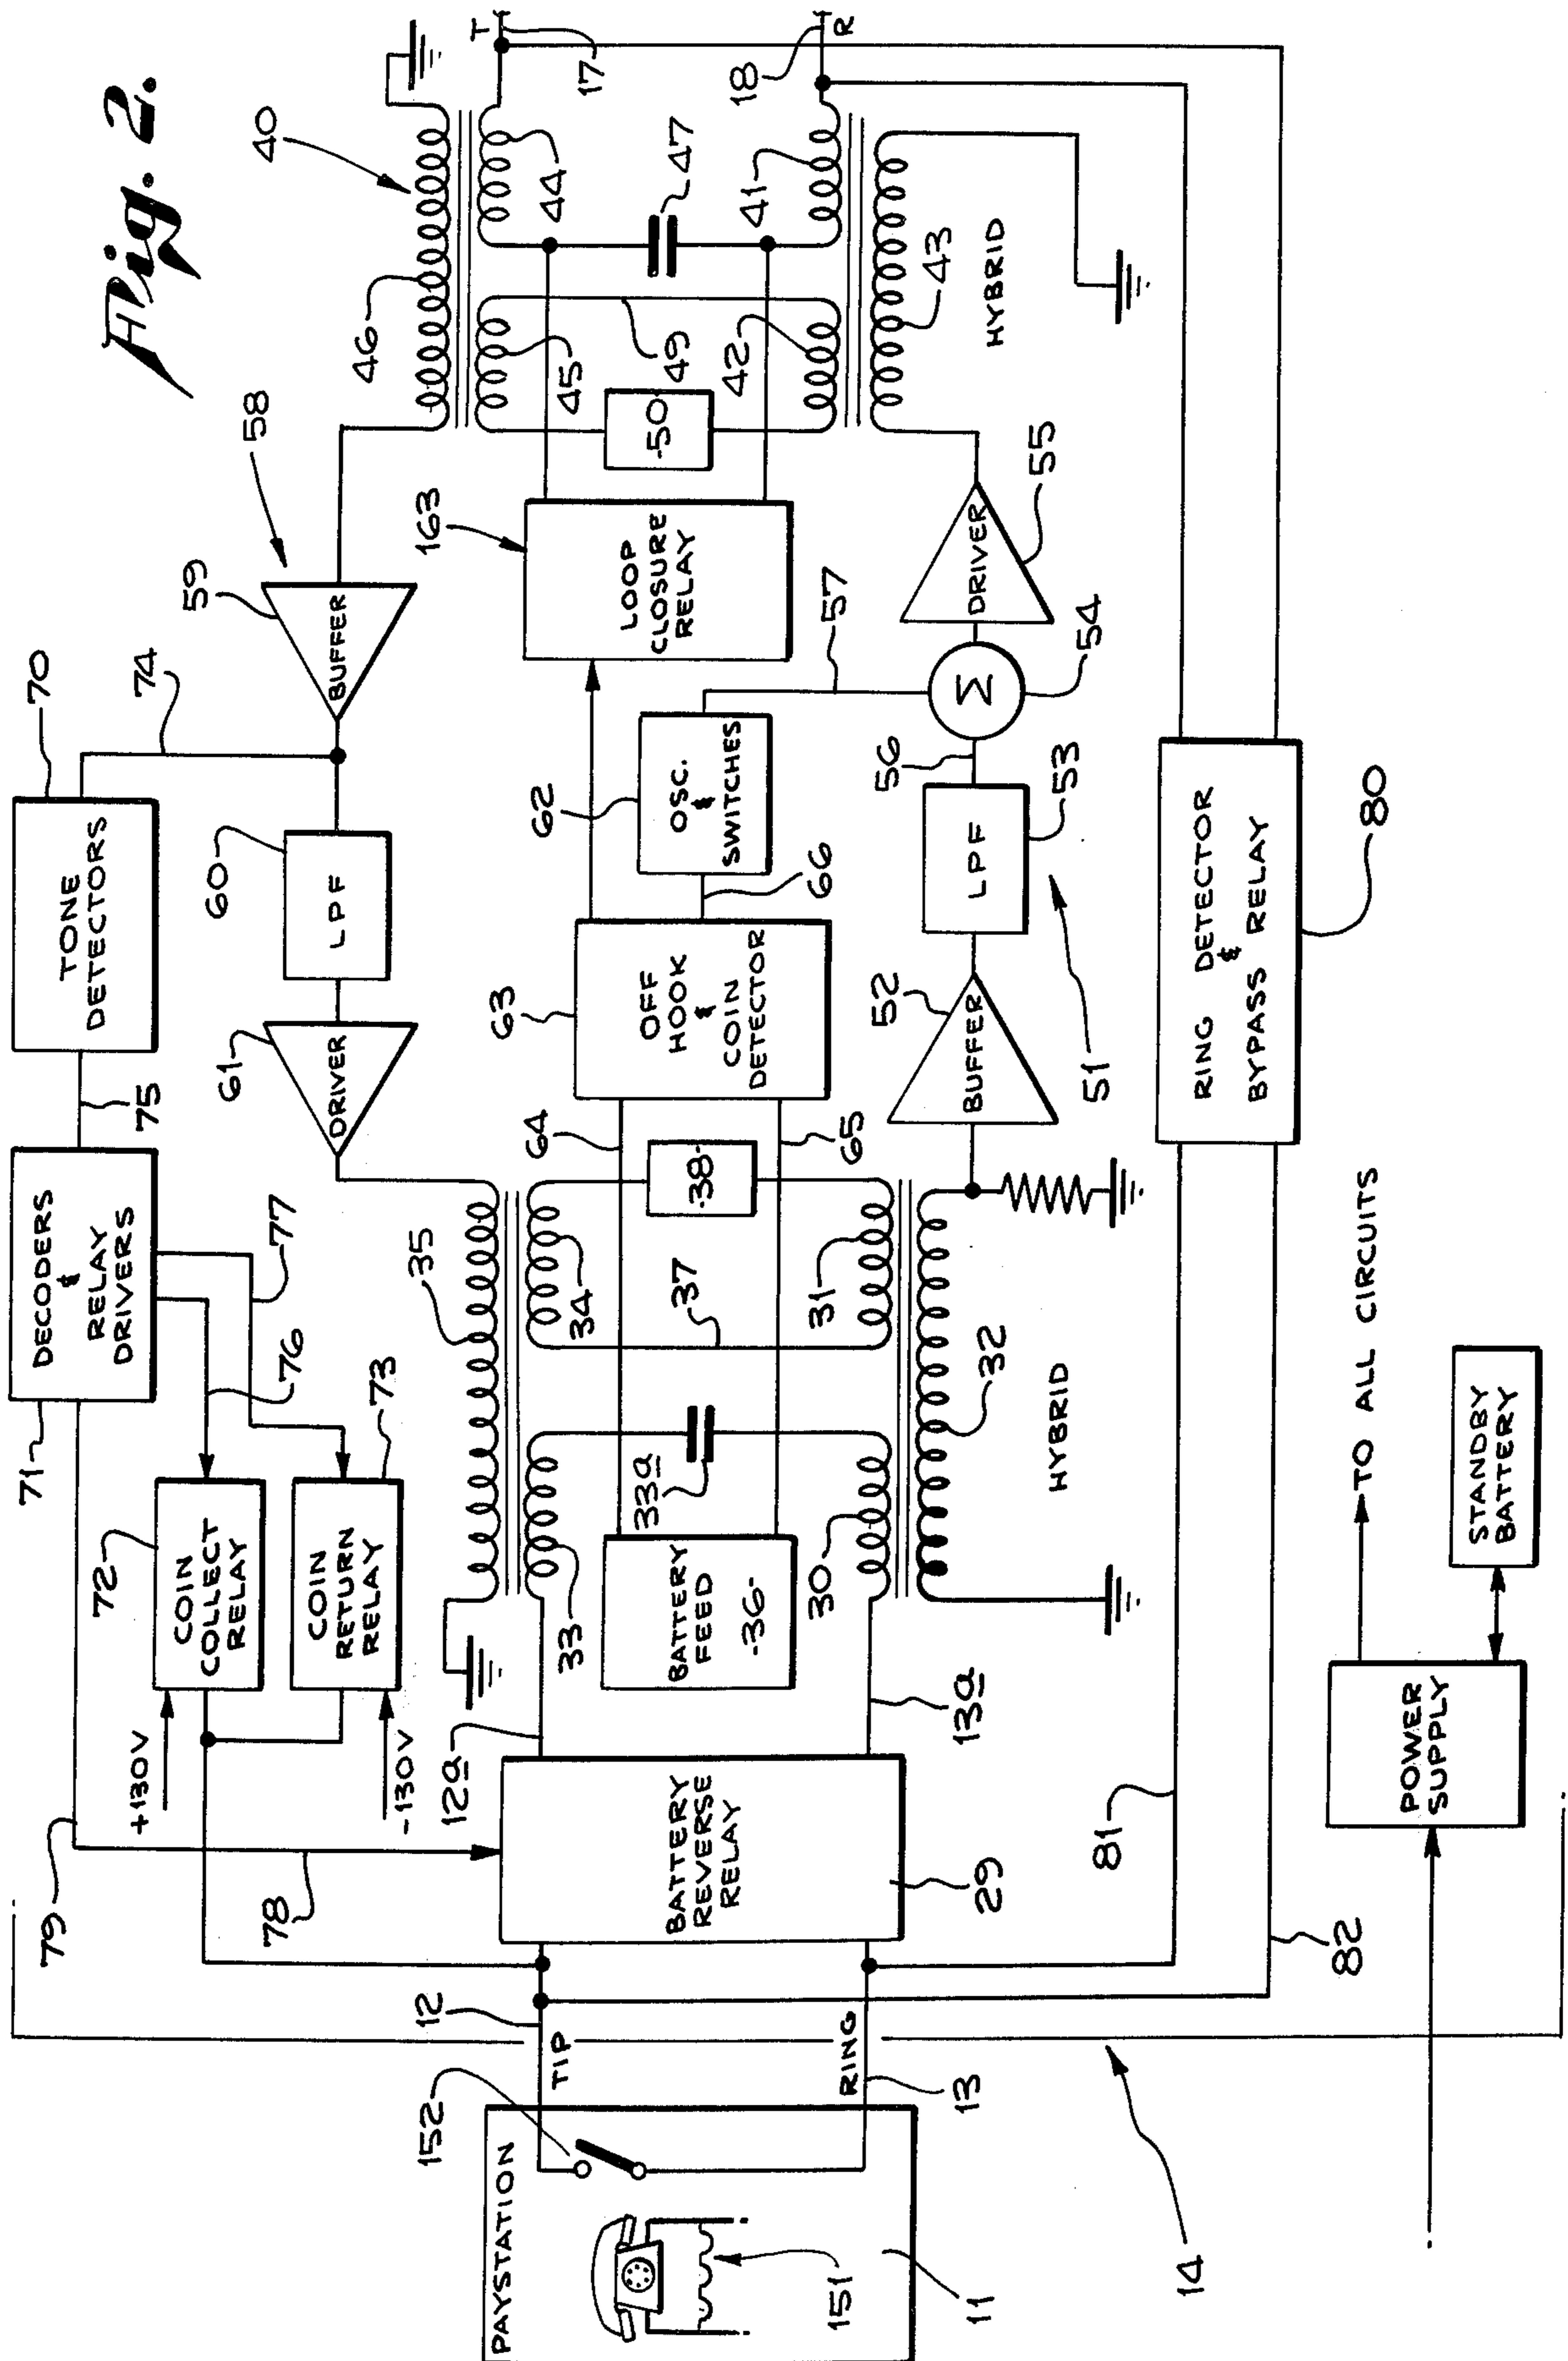 Fig. 2.
PAYSTATION
151
11
152
TIP
12
RING
13
14
79
78
+130V
-130V
72
COIN
COLLECT
RELAY
COIN
RETURN
RELAY
73
76
77
71
DECODERS
&
RELAY
DRIVERS
75
TONE
DETECTORS
70
74
BATTERY
REVERSE
RELAY
29
12a
13a
33
35
34
BATTERY
FEED
-36-
33a
30
37
31
-38-
32
HYBRID
64
65
61
DRIVER
60
LPF
59
BUFFER
58
63
OFF
HOOK
&
COIN
DETECTOR
66
62
OSC.
&
SWITCHES
57
163
LOOP
CLOSURE
RELAY
52
BUFFER
51
LPF
53
56
Σ
54
DRIVER
55
46
40
45
44
49
-50-
42
47
41
43
HYBRID
T
17
18
R
81
82
RING DETECTOR
&
BYPASS RELAY
80
POWER
SUPPLY
TO ALL CIRCUITS
STANDBY
BATTERY